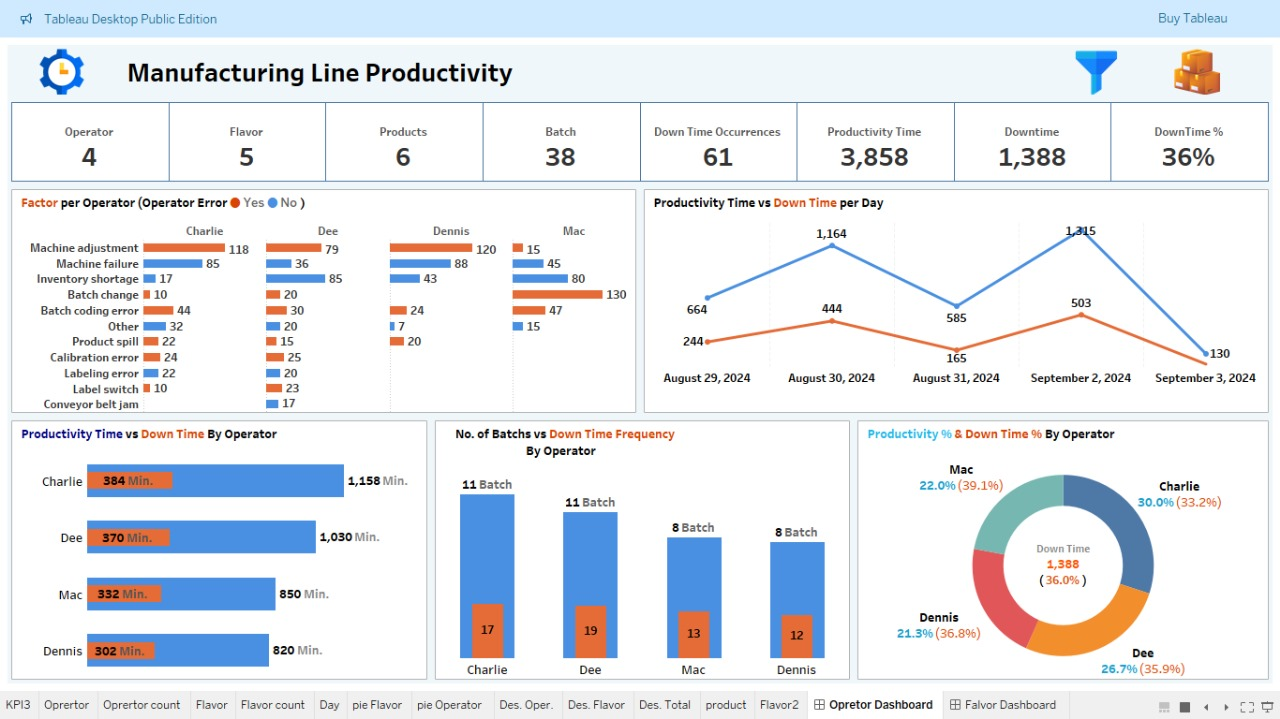 Tableau Desktop Public Edition
Buy Tableau
Manufacturing Line Productivity
Operator
4
Flavor
5
Products
6
Batch
38
Down Time Occurrences
61
Productivity Time
3,858
Downtime
1,388
DownTime %
36%
Factor per Operator (Operator Error Yes No )
Charlie Dee Dennis Mac
Machine adjustment 118 79 120 15
Machine failure 85 36 88 45
Inventory shortage 17 85 43 80
Batch change 10 20 130
Batch coding error 44 30 24 47
Other 32 20 7 15
Product spill 22 15 20
Calibration error 24 25
Labeling error 22 20
Label switch 10 23
Conveyor belt jam 17
Productivity Time vs Down Time per Day
1,164
1,315
664
585
130
244
444
165
503
August 29, 2024 August 30, 2024 August 31, 2024 September 2, 2024 September 3, 2024
Productivity Time vs Down Time By Operator
Charlie 384 Min. 1,158 Min.
Dee 370 Min. 1,030 Min.
Mac 332 Min. 850 Min.
Dennis 302 Min. 820 Min.
No. of Batchs vs Down Time Frequency
By Operator
11 Batch
11 Batch
8 Batch
8 Batch
17 19 13 12
Charlie Dee Mac Dennis
Productivity % & Down Time % By Operator
Mac
22.0% (39.1%)
Charlie
30.0% (33.2%)
Down Time
1,388
( 36.0% )
Dennis
21.3% (36.8%)
Dee
26.7% (35.9%)
KPI3 Oprertor Oprertor count Flavor Flavor count Day pie Flavor pie Operator Des. Oper. Des. Flavor Des. Total product Flavor2 Opretor Dashboard Falvor Dashboard